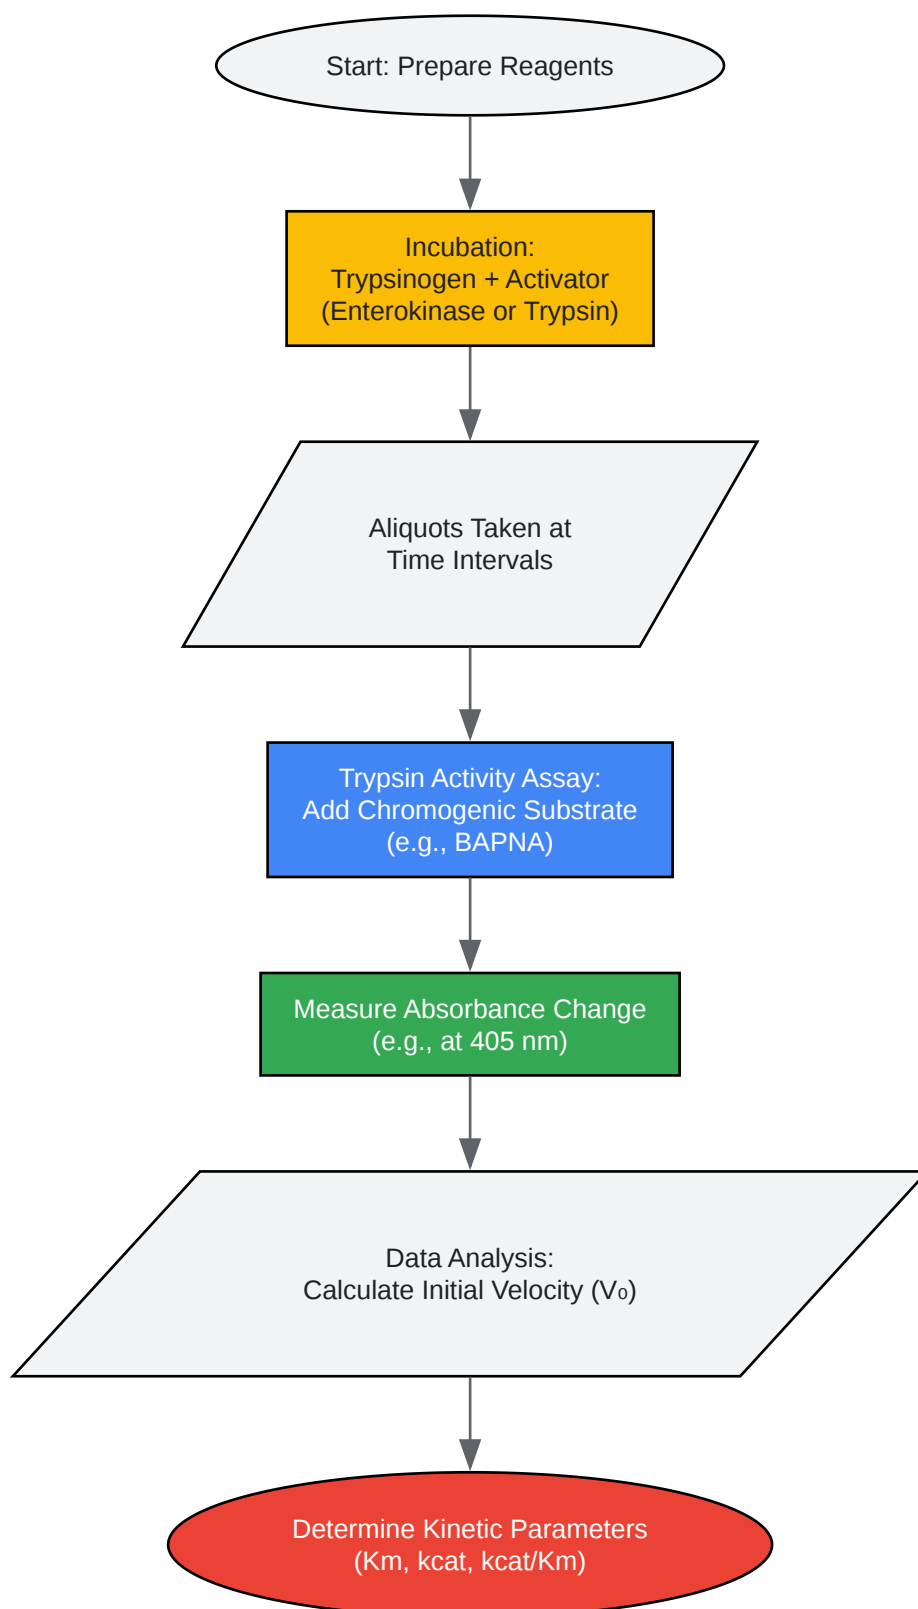 Start: Prepare Reagents
Incubation:
Trypsinogen + Activator
(Enterokinase or Trypsin)
Aliquots Taken at
Time Intervals
Trypsin Activity Assay:
Add Chromogenic Substrate
(e.g., BAPNA)
Measure Absorbance Change
(e.g., at 405 nm)
Data Analysis:
Calculate Initial Velocity (V₀)
Determine Kinetic Parameters
(Km, kcat, kcat/Km)